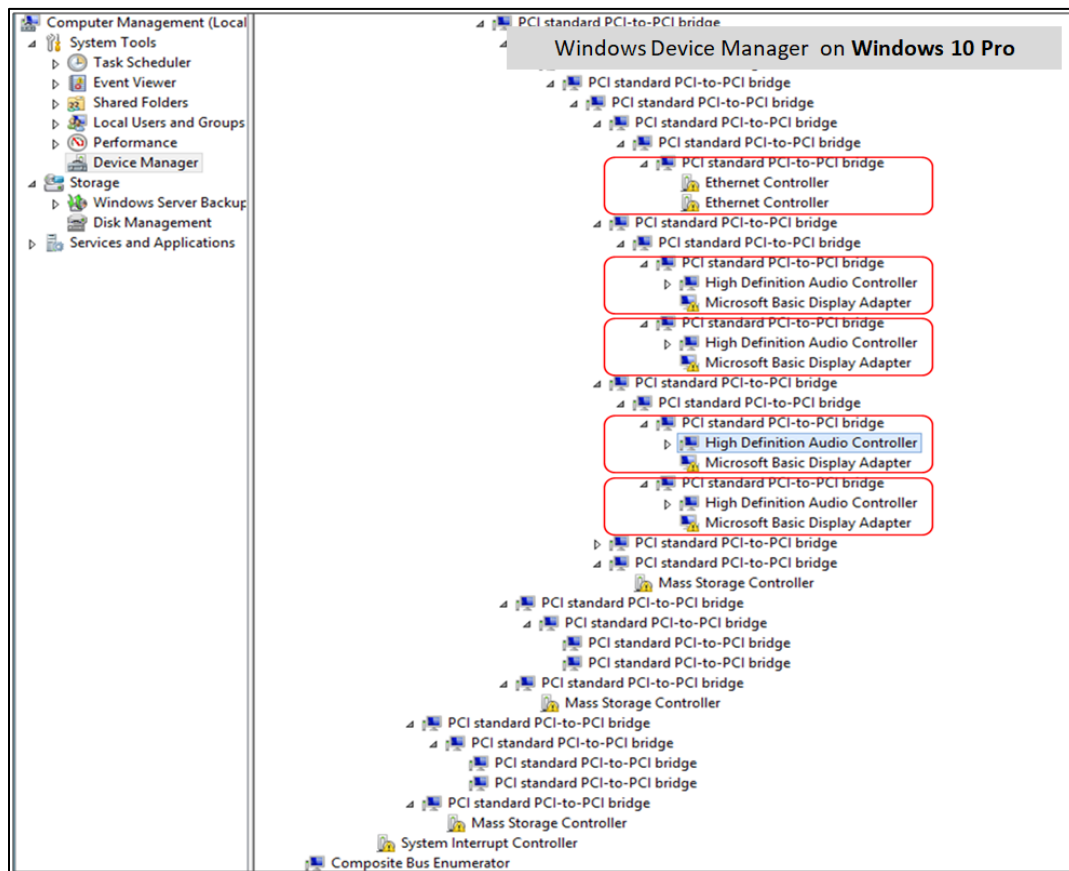 Computer Management (Local
System Tools
Task Scheduler
Event Viewer
Shared Folders
Local Users and Groups
Performance
Device Manager
Storage
Windows Server Backup
Disk Management
Services and Applications
PCI standard PCI-to-PCI bridge
Windows Device Manager on Windows 10 Pro
PCI standard PCI-to-PCI bridge
PCI standard PCI-to-PCI bridge
PCI standard PCI-to-PCI bridge
PCI standard PCI-to-PCI bridge
PCI standard PCI-to-PCI bridge
Ethernet Controller
Ethernet Controller
PCI standard PCI-to-PCI bridge
PCI standard PCI-to-PCI bridge
PCI standard PCI-to-PCI bridge
High Definition Audio Controller
Microsoft Basic Display Adapter
PCI standard PCI-to-PCI bridge
High Definition Audio Controller
Microsoft Basic Display Adapter
PCI standard PCI-to-PCI bridge
PCI standard PCI-to-PCI bridge
PCI standard PCI-to-PCI bridge
High Definition Audio Controller
Microsoft Basic Display Adapter
PCI standard PCI-to-PCI bridge
High Definition Audio Controller
Microsoft Basic Display Adapter
PCI standard PCI-to-PCI bridge
PCI standard PCI-to-PCI bridge
Mass Storage Controller
PCI standard PCI-to-PCI bridge
PCI standard PCI-to-PCI bridge
PCI standard PCI-to-PCI bridge
PCI standard PCI-to-PCI bridge
PCI standard PCI-to-PCI bridge
Mass Storage Controller
PCI standard PCI-to-PCI bridge
PCI standard PCI-to-PCI bridge
PCI standard PCI-to-PCI bridge
PCI standard PCI-to-PCI bridge
PCI standard PCI-to-PCI bridge
Mass Storage Controller
System Interrupt Controller
Composite Bus Enumerator